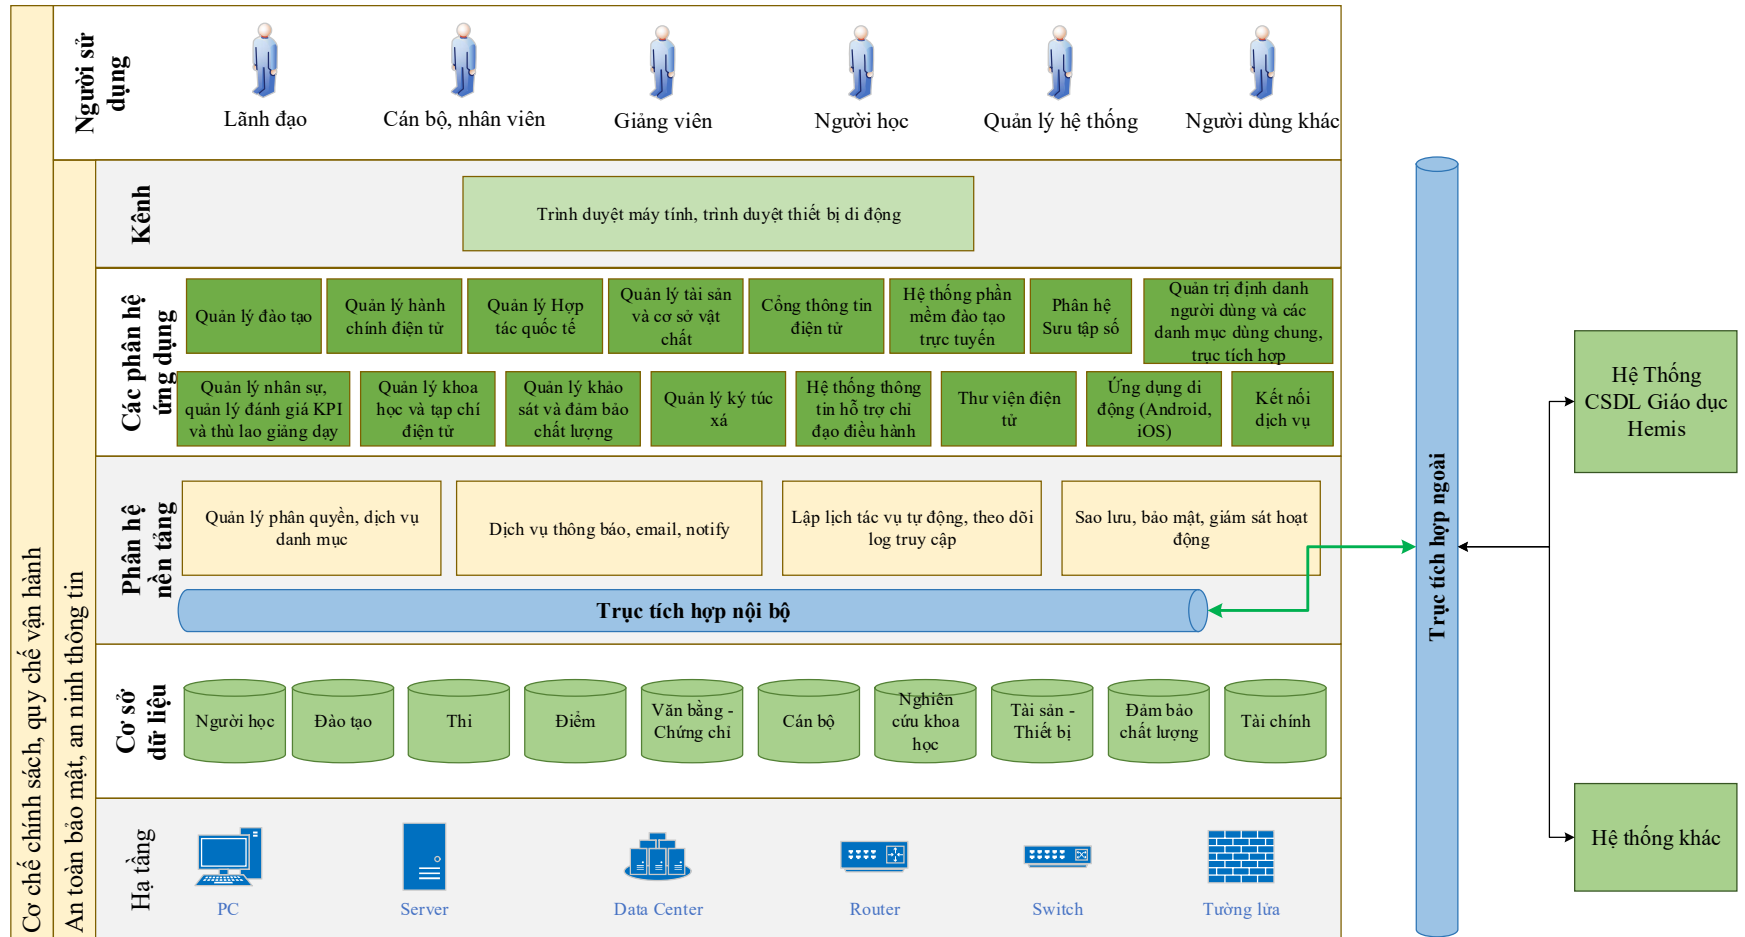 Cơ chế chính sách, quy chế vận hành
An toàn bảo mật, an ninh thông tin
Người sử
dụng
Lãnh đạo
Cán bộ, nhân viên
Giảng viên
Người học
Quản lý hệ thống
Người dùng khác
Kênh
Trình duyệt máy tính, trình duyệt thiết bị di động
Các phân hệ
ứng dụng
Quản lý đào tạo
Quản lý hành
chính điện tử
Quản lý Hợp
tác quốc tế
Quản lý tài sản
và cơ sở vật
chất
Cổng thông tin
điện tử
Hệ thống phần
mềm đào tạo
trực tuyến
Phân hệ
Sưu tập số
Quản trị định danh
người dùng và các
danh mục dùng chung,
trục tích hợp
Quản lý nhân sự,
quản lý đánh giá KPI
và thù lao giảng dạy
Quản lý khoa
học và tạp chí
điện tử
Quản lý khảo
sát và đảm bảo
chất lượng
Quản lý ký túc
xá
Hệ thống thông
tin hỗ trợ chỉ
đạo điều hành
Thư viện điện
tử
Ứng dụng di
động (Android,
iOS)
Kết nối
dịch vụ
Phân hệ
nền tảng
Quản lý phân quyền, dịch vụ
danh mục
Dịch vụ thông báo, email, notify
Lập lịch tác vụ tự động, theo dõi
log truy cập
Sao lưu, bảo mật, giám sát hoạt
động
Trục tích hợp nội bộ
Cơ sở
dữ liệu
Người học
Đào tạo
Thi
Điểm
Văn bằng -
Chứng chỉ
Cán bộ
Nghiên
cứu khoa
học
Tài sản -
Thiết bị
Đảm bảo
chất lượng
Tài chính
Hạ tầng
PC
Server
Data Center
Router
Switch
Tường lửa
Trục tích hợp ngoài
Hệ Thống
CSDL Giáo dục
Hemis
Hệ thống khác